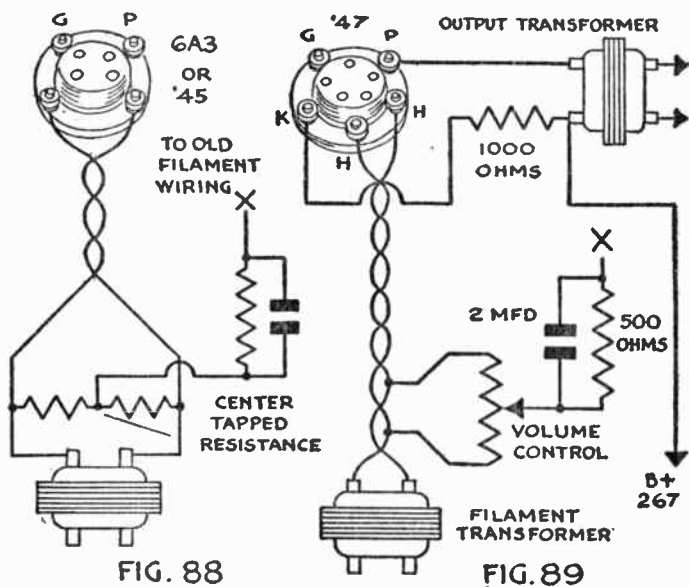 G P
6A3
OR
'45
TO OLD
FILAMENT
WIRING
X
CENTER
TAPPED
RESISTANCE
FIG. 88
'47
G P
K H
H
OUTPUT TRANSFORMER
1000
OHMS
X
2 MFD
500
OHMS
VOLUME
CONTROL
B+
267
FILAMENT
TRANSFORMER
FIG. 89